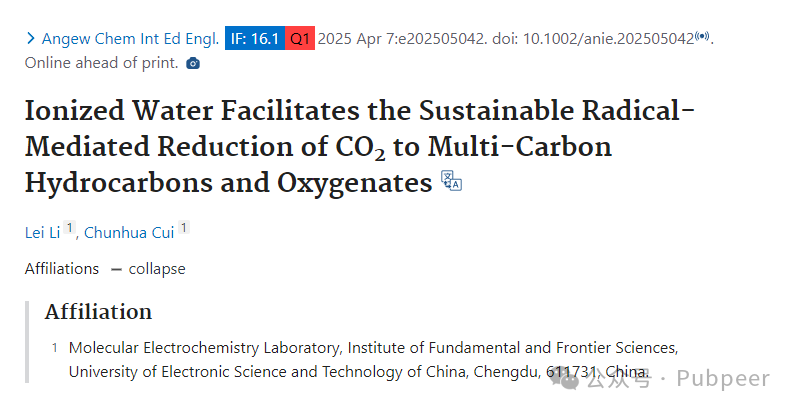 Angew Chem Int Ed Engl. IF: 16.1 Q1 2025 Apr 7:e202505042. doi: 10.1002/anie.202505042.
Online ahead of print.
Ionized Water Facilitates the Sustainable Radical-
Mediated Reduction of CO₂ to Multi-Carbon
Hydrocarbons and Oxygenates
Lei Li 1, Chunhua Cui 1
Affiliations — collapse
Affiliation
1 Molecular Electrochemistry Laboratory, Institute of Fundamental and Frontier Sciences,
University of Electronic Science and Technology of China, Chengdu, 611731, China.
公众号 · Pubpeer